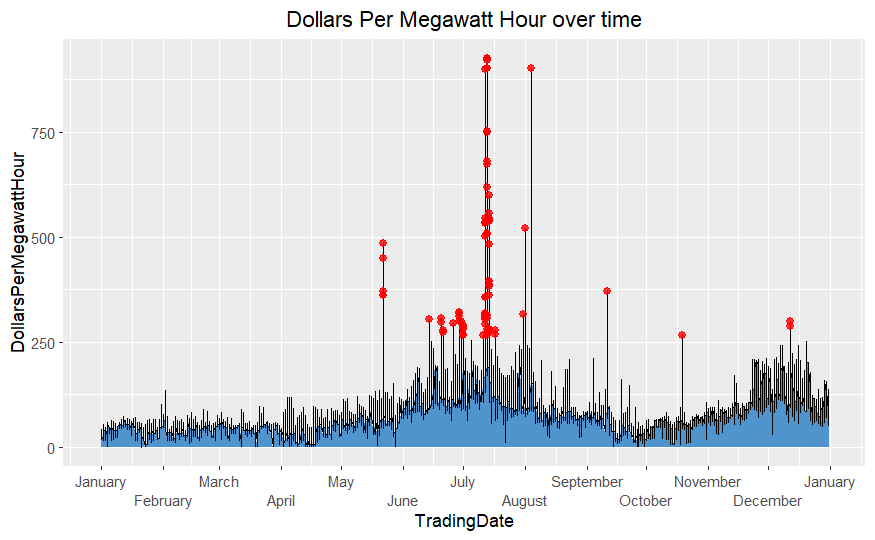 Dollars Per Megawatt Hour over time
DollarsPerMegawattHour
750
500
250
0
January
February
March
April
May
June
July
August
September
October
November
December
January
TradingDate